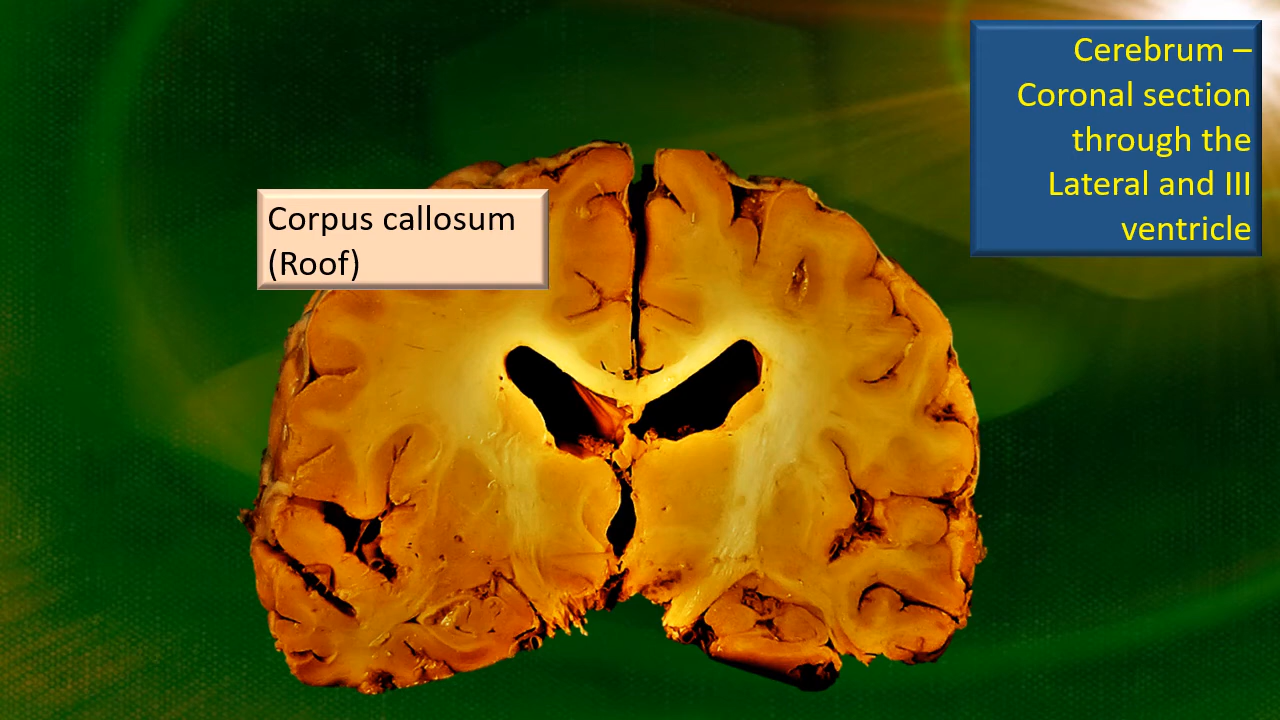 Cerebrum –
Coronal section
through the
Lateral and III
ventricle
Corpus callosum
(Roof)